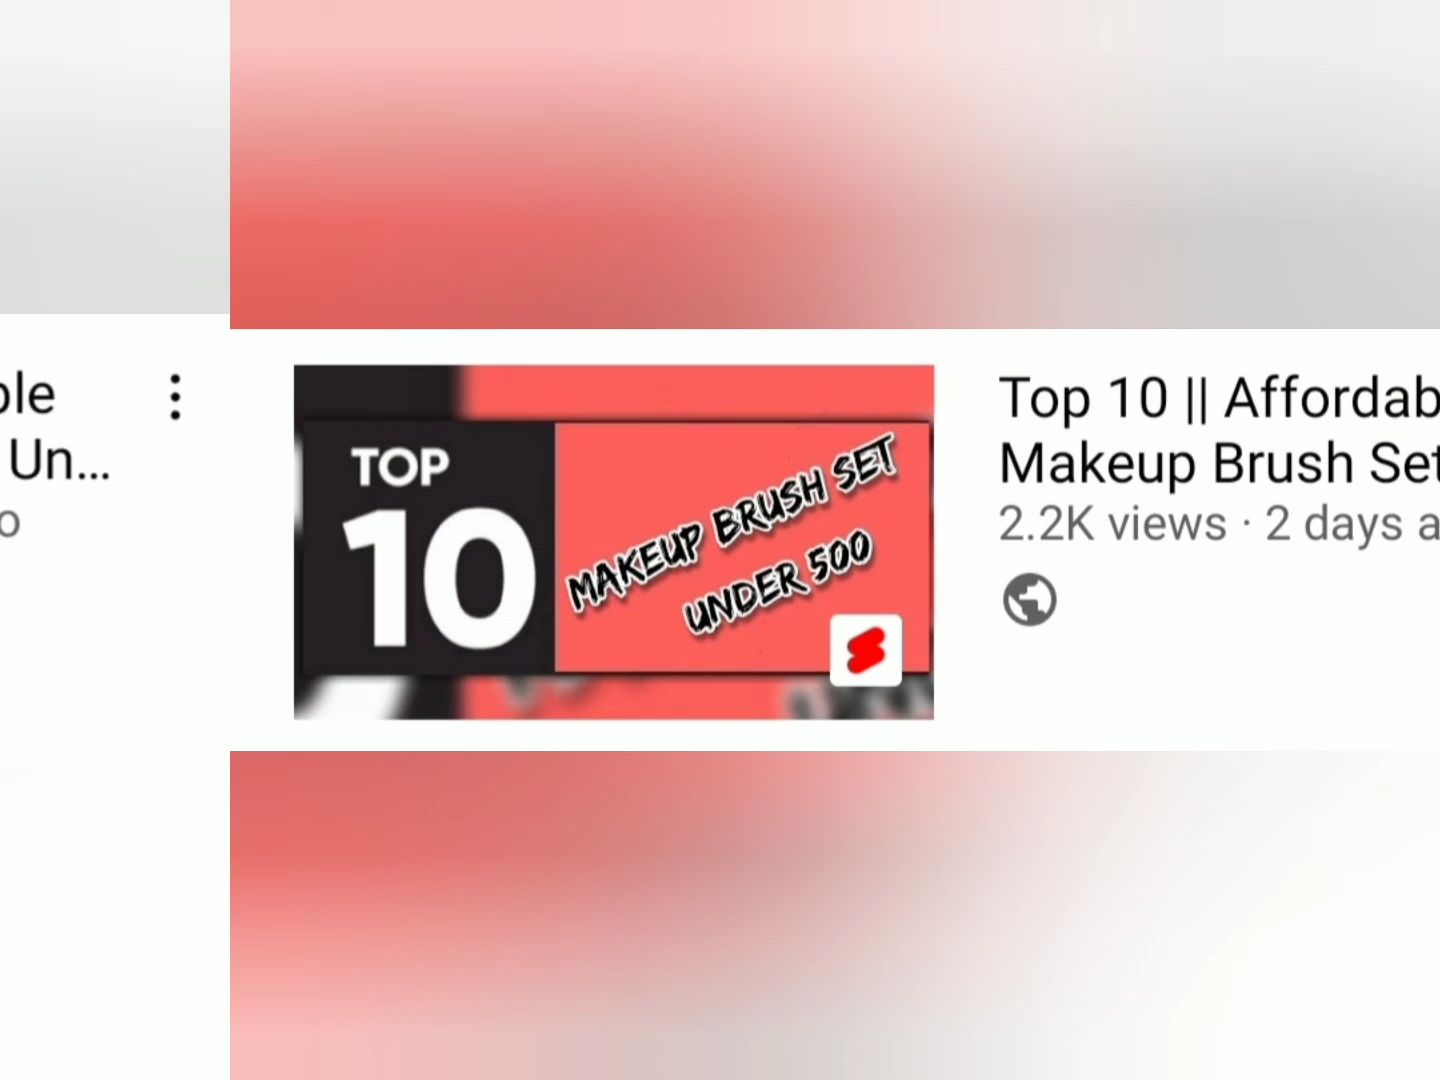 ble
Un...
o
TOP
10
MAKEUP BRUSH SET
UNDER 500
Top 10 || Affordab
Makeup Brush Set
2.2K views · 2 days a